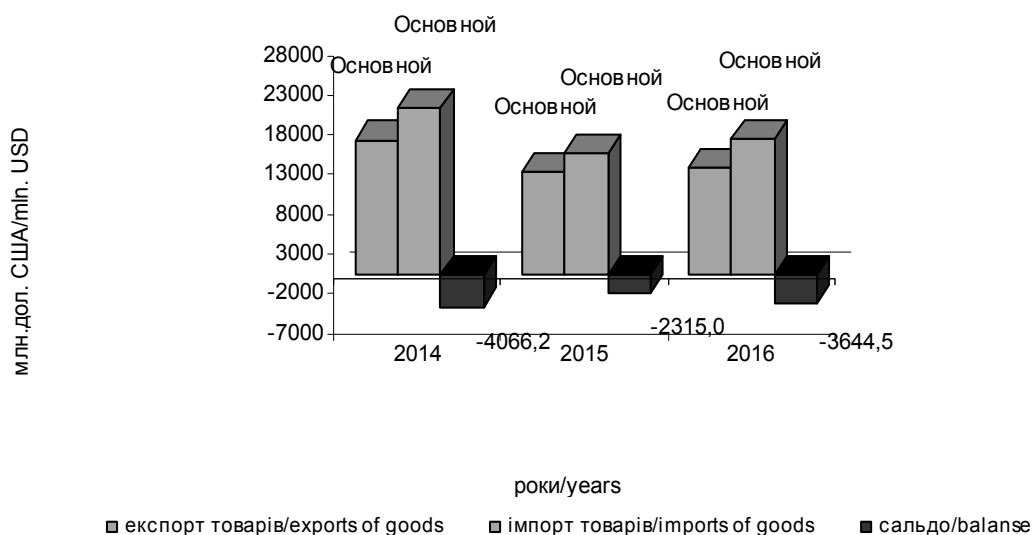 Основной
28000
Основной
Основной
Основной
23000
Основной
Основной
18000
13000
8000
3000
-2000
-7000
млн.дол. США/mln. USD
-4066,2
-2315,0
-3644,5
2014
2015
2016
роки/years
експорт товарів/exports of goods
імпорт товарів/imports of goods
сальдо/balanse